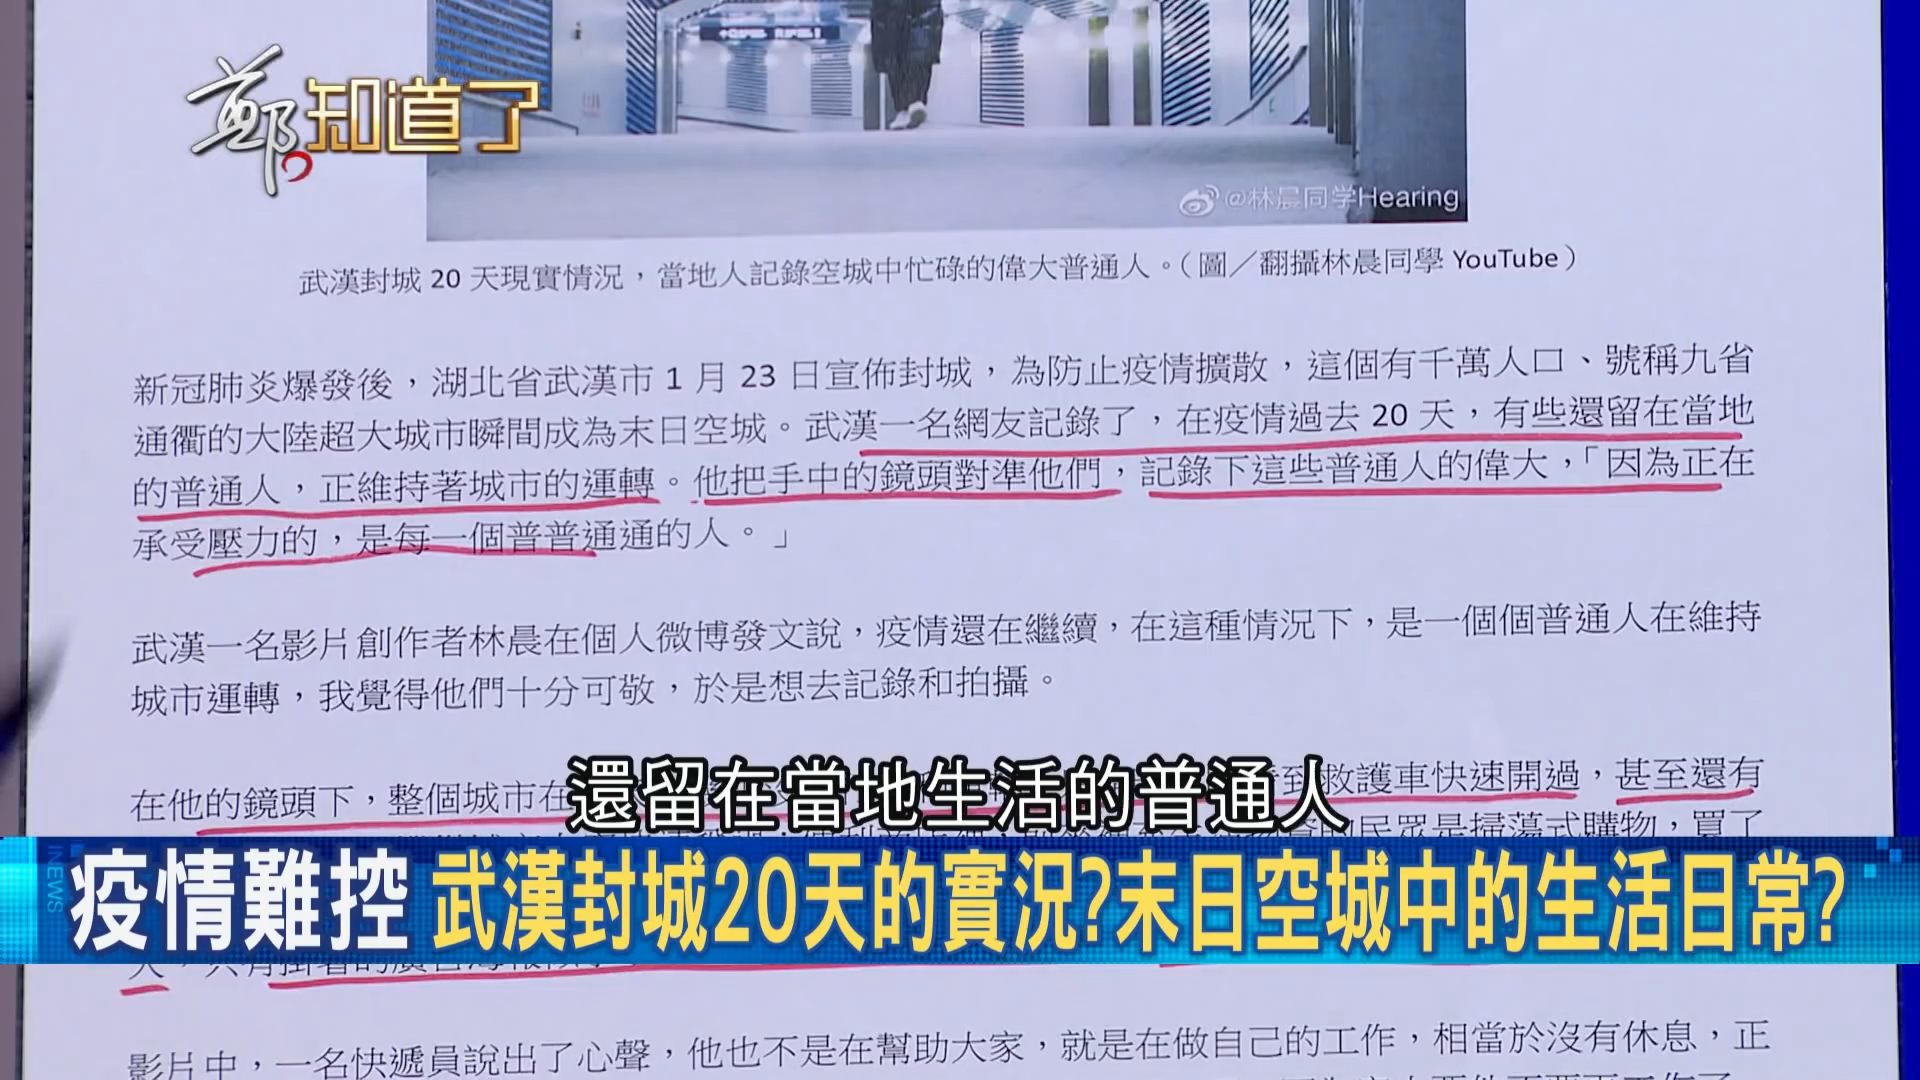 鄭知道了
@林晨同学Hearing
武漢封城 20 天現實情況，當地人記錄空城中忙碌的偉大普通人。（圖／翻攝林晨同學 YouTube）
新冠肺炎爆發後，湖北省武漢市 1 月 23 日宣佈封城，為防止疫情擴散，這個有千萬人口、號稱九省
通衢的大陸超大城市瞬間成為末日空城。武漢一名網友記錄了，在疫情過去 20 天，有些還留在當地
的普通人，正維持著城市的運轉。他把手中的鏡頭對準他們，記錄下這些普通人的偉大，「因為正在
承受壓力的，是每一個普普通通的人。」
武漢一名影片創作者林晨在個人微博發文說，疫情還在繼續，在這種情況下，是一個個普通人在維持
城市運轉，我覺得他們十分可敬，於是想去記錄和拍攝。
在他的鏡頭下，整個城市在 到救護車快速開過，甚至還有
還留在當地生活的普通人
民眾是掃蕩式購物，買了
NEWS
疫情難控 武漢封城20天的實況?末日空城中的生活日常?
影片中，一名快遞員說出了心聲，他也不是在幫助大家，就是在做自己的工作，相當於沒有休息，正